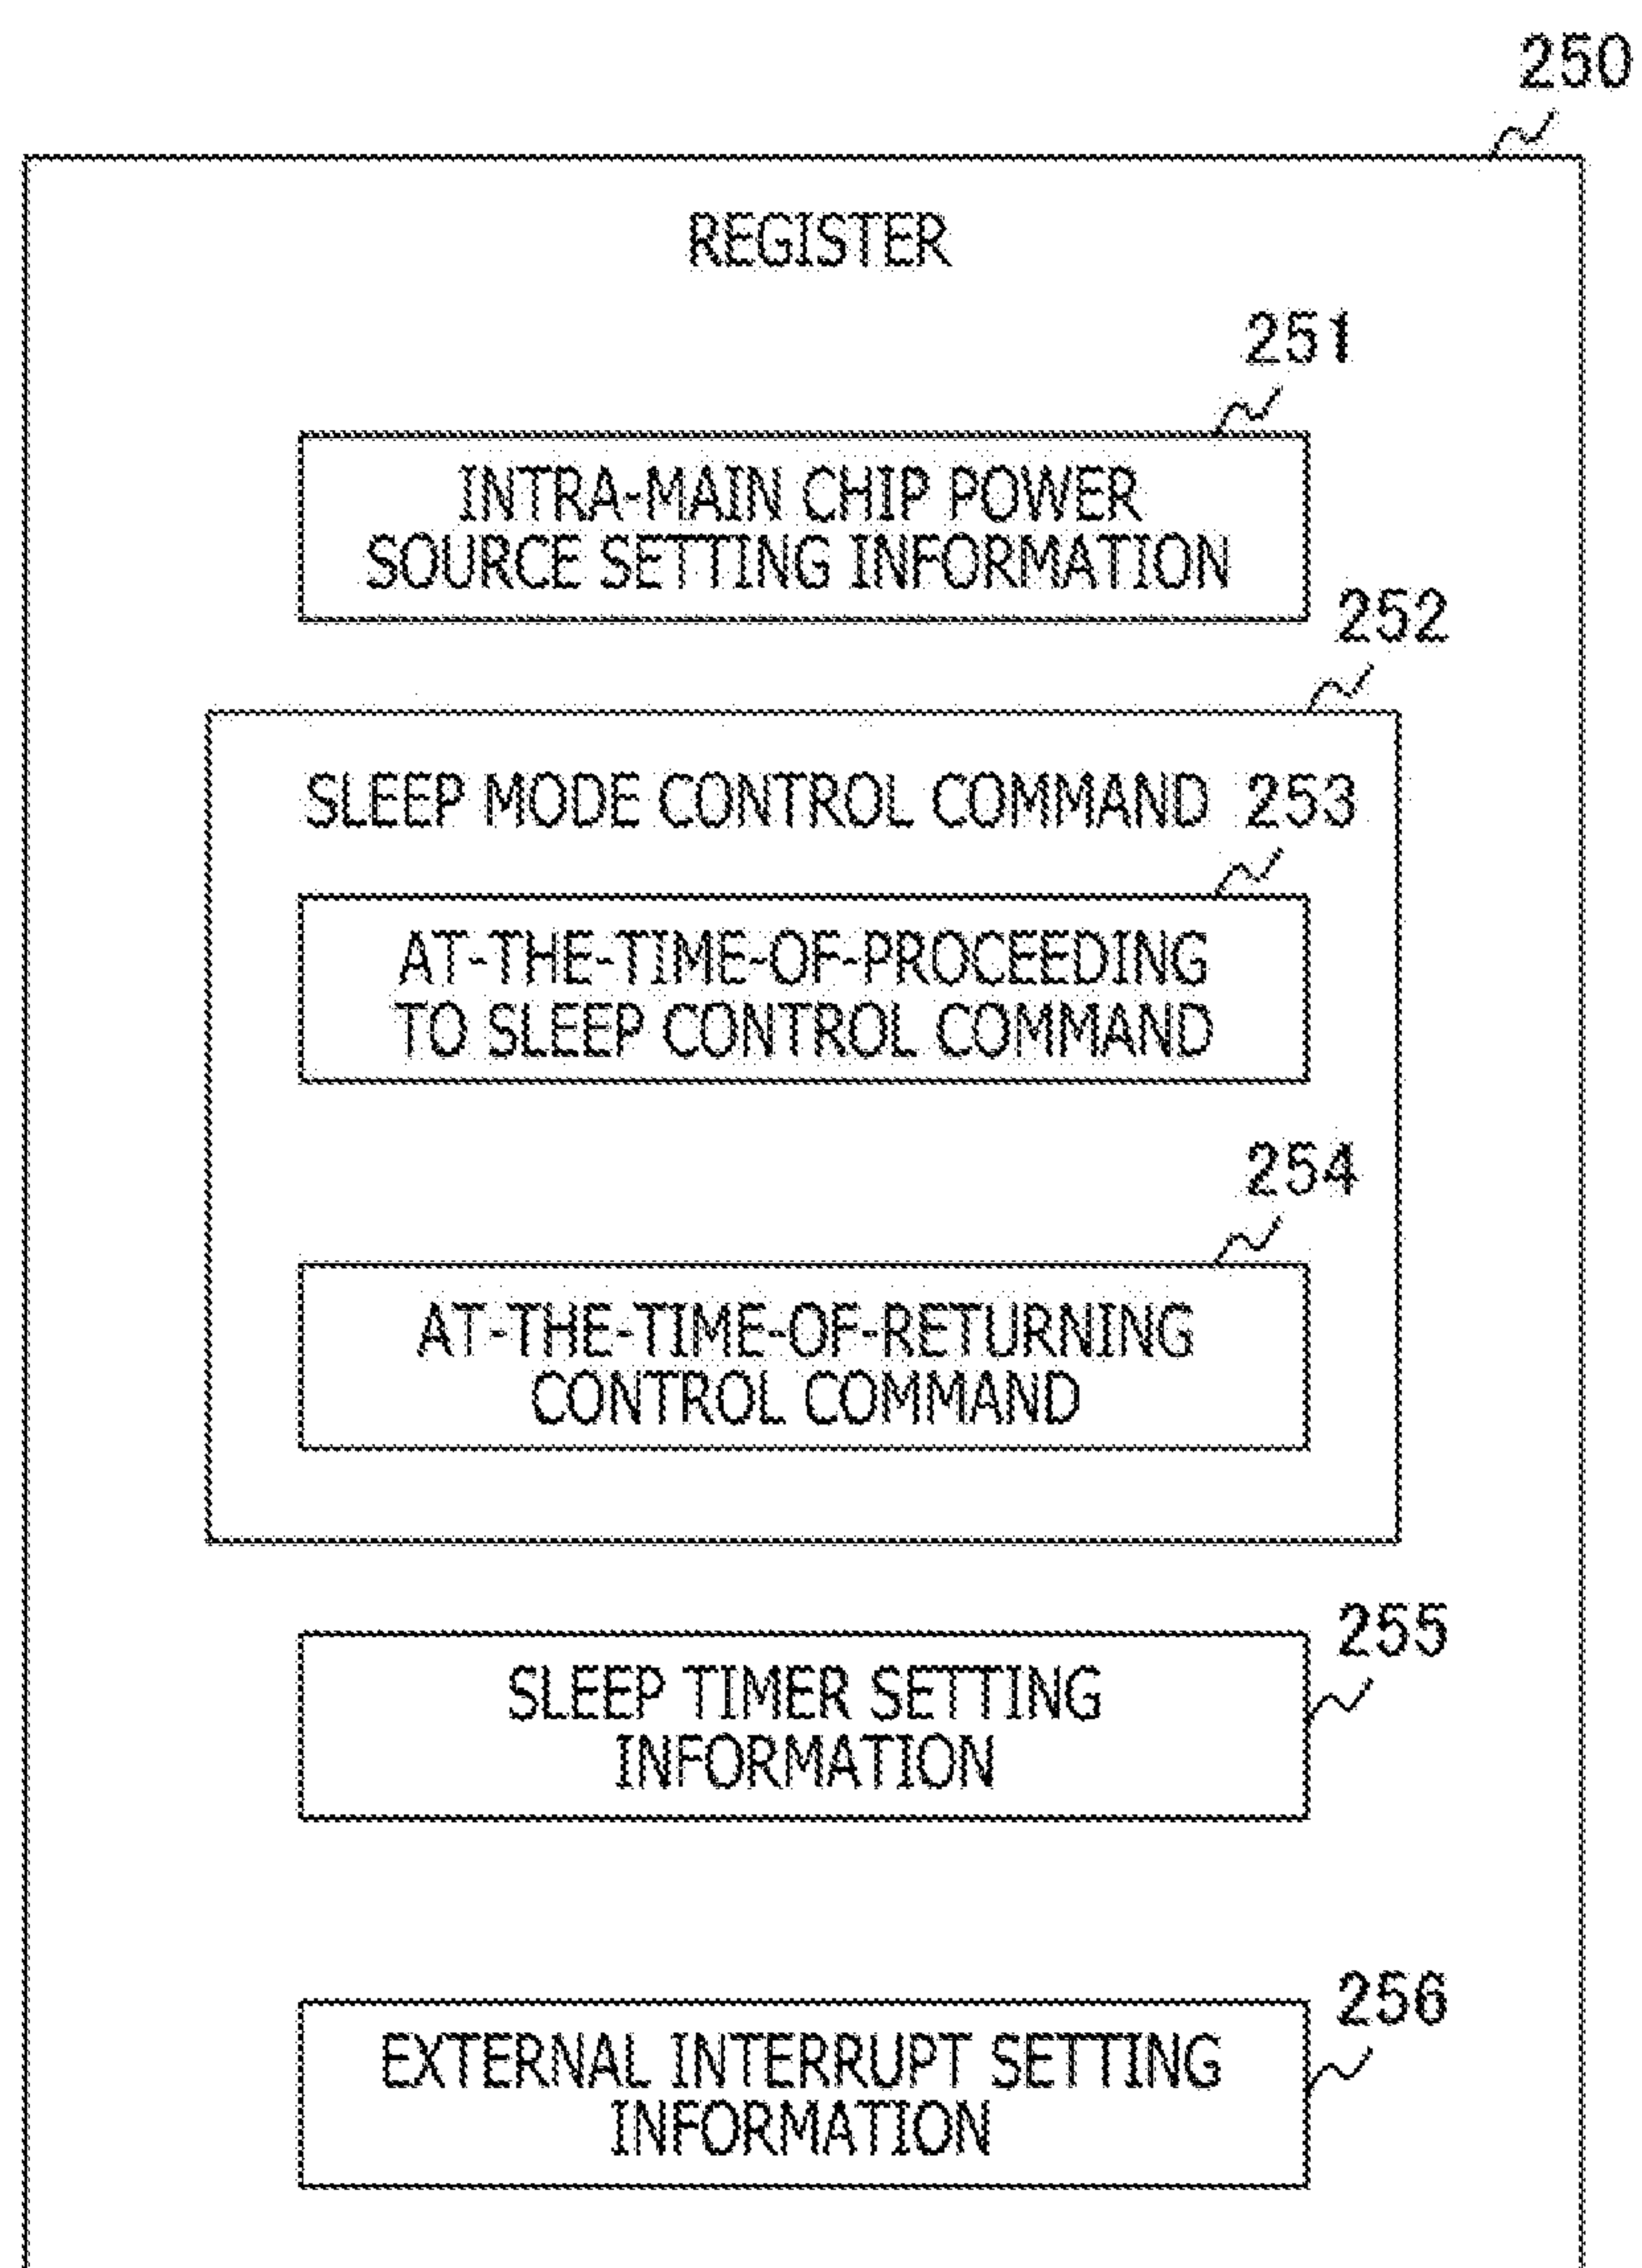 250
REGISTER
251
INTRA-MAIN CHIP POWER
SOURCE SETTING INFORMATION
252
SLEEP MODE CONTROL COMMAND 253
AT-THE-TIME-OF-PROCEEDING
TO SLEEP CONTROL COMMAND
254
AT-THE-TIME-OF-RETURNING
CONTROL COMMAND
255
SLEEP TIMER SETTING
INFORMATION
256
EXTERNAL INTERRUPT SETTING
INFORMATION